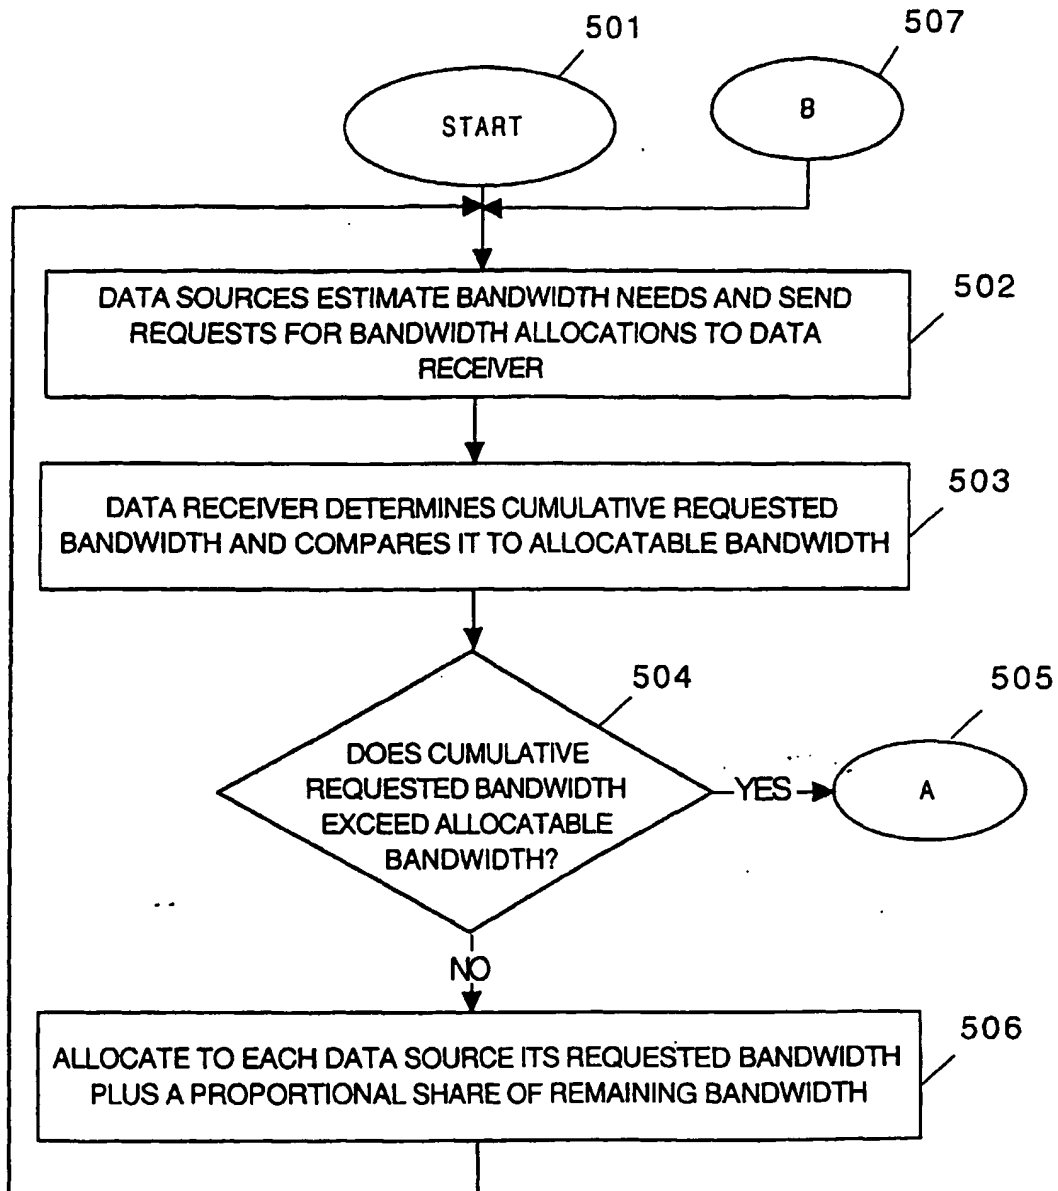 501
507
START
B
DATA SOURCES ESTIMATE BANDWIDTH NEEDS AND SEND
REQUESTS FOR BANDWIDTH ALLOCATIONS TO DATA
RECEIVER
502
DATA RECEIVER DETERMINES CUMULATIVE REQUESTED
BANDWIDTH AND COMPARES IT TO ALLOCATABLE BANDWIDTH
503
504
505
DOES CUMULATIVE
REQUESTED BANDWIDTH
EXCEED ALLOCATABLE
BANDWIDTH?
YES
A
NO
ALLOCATE TO EACH DATA SOURCE ITS REQUESTED BANDWIDTH
PLUS A PROPORTIONAL SHARE OF REMAINING BANDWIDTH
506